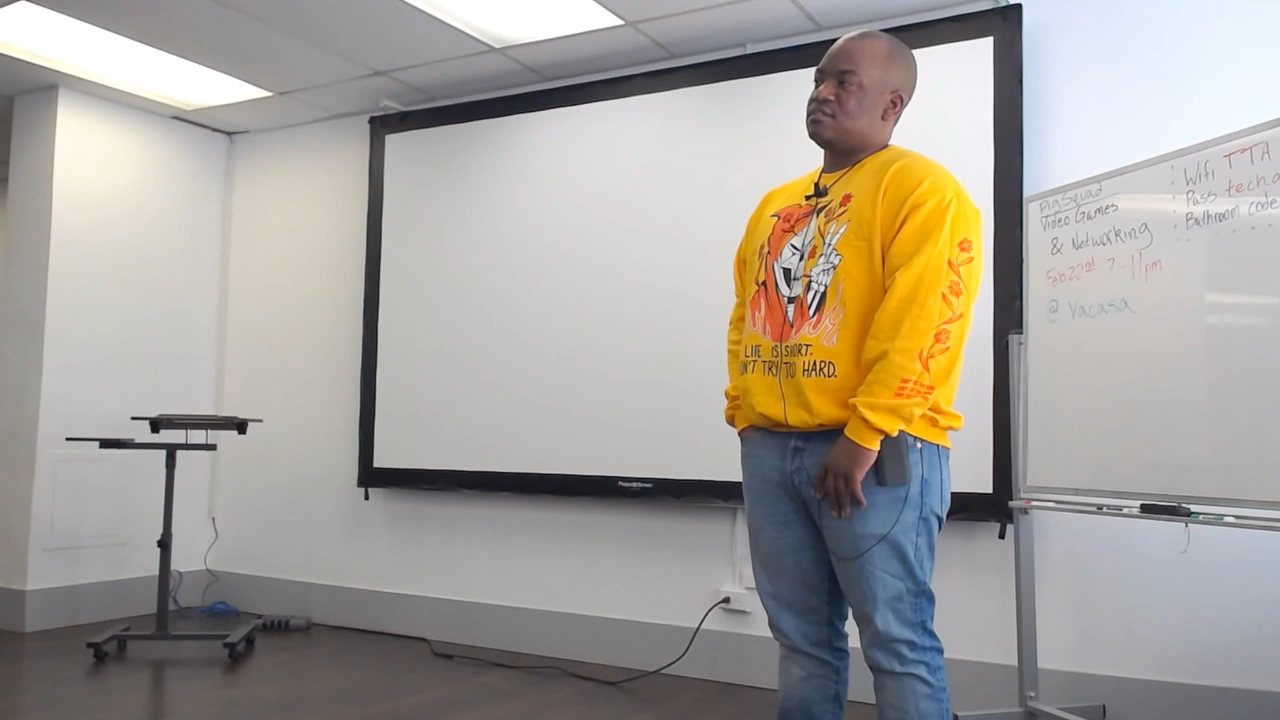 LIFE IS SHORT.
DON'T TRY TOO HARD.
PigSquad
Video Games
& Networking
Feb 22nd 7-11pm
@ Vacasa
: Wifi TTA
: Pass techa
: Bathroom code